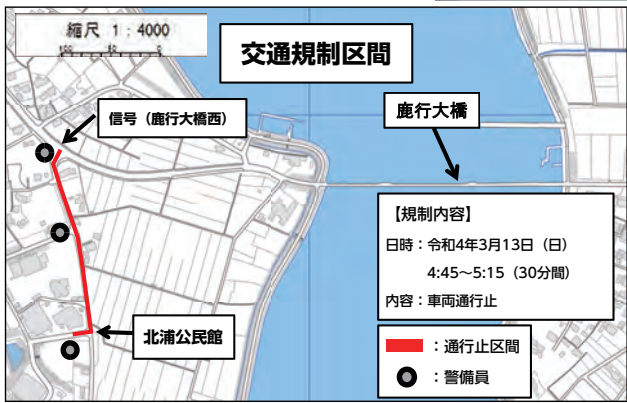 縮尺 1:4000
100 50 0
交通規制区間
信号（鹿行大橋西）
鹿行大橋
【規制内容】
日時：令和4年3月13日（日）
4:45～5:15（30分間）
内容：車両通行止
北浦公民館
：通行止区間
：警備員